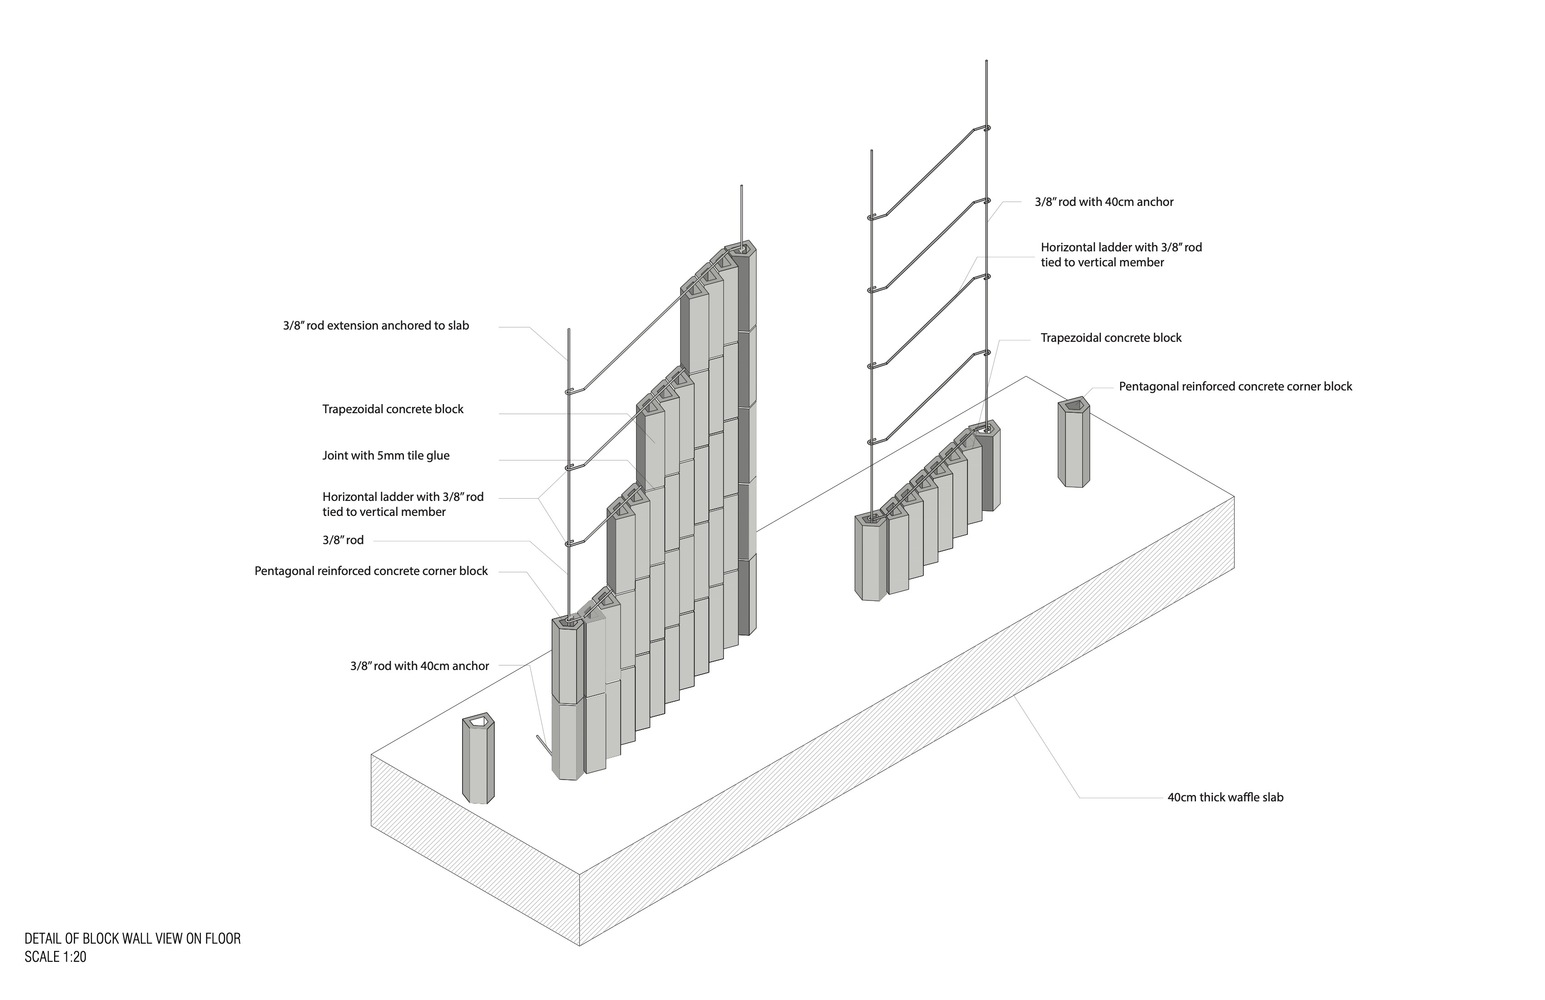 3/8" rod with 40cm anchor
Horizontal ladder with 3/8" rod
tied to vertical member
3/8" rod extension anchored to slab
Trapezoidal concrete block
Pentagonal reinforced concrete corner block
Trapezoidal concrete block
Joint with 5mm tile glue
Horizontal ladder with 3/8" rod
tied to vertical member
3/8" rod
Pentagonal reinforced concrete corner block
3/8" rod with 40cm anchor
40cm thick waffle slab
DETAIL OF BLOCK WALL VIEW ON FLOOR
SCALE 1:20